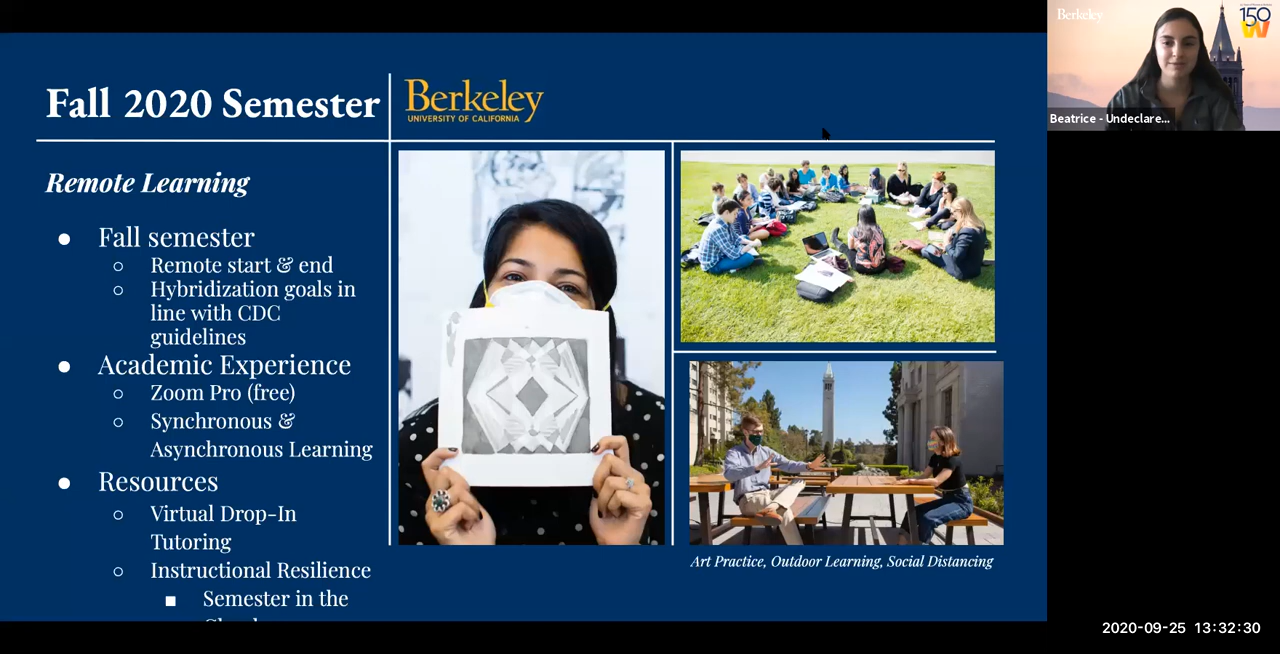 Fall 2020 Semester
Berkeley
UNIVERSITY OF CALIFORNIA
Remote Learning
● Fall semester
○ Remote start & end
○ Hybridization goals in
line with CDC
guidelines
● Academic Experience
○ Zoom Pro (free)
○ Synchronous &
Asynchronous Learning
● Resources
○ Virtual Drop-In
Tutoring
○ Instructional Resilience
■ Semester in the
Art Practice, Outdoor Learning, Social Distancing
Berkeley
150
W
Beatrice - Undeclare...
2020-09-25 13:32:30